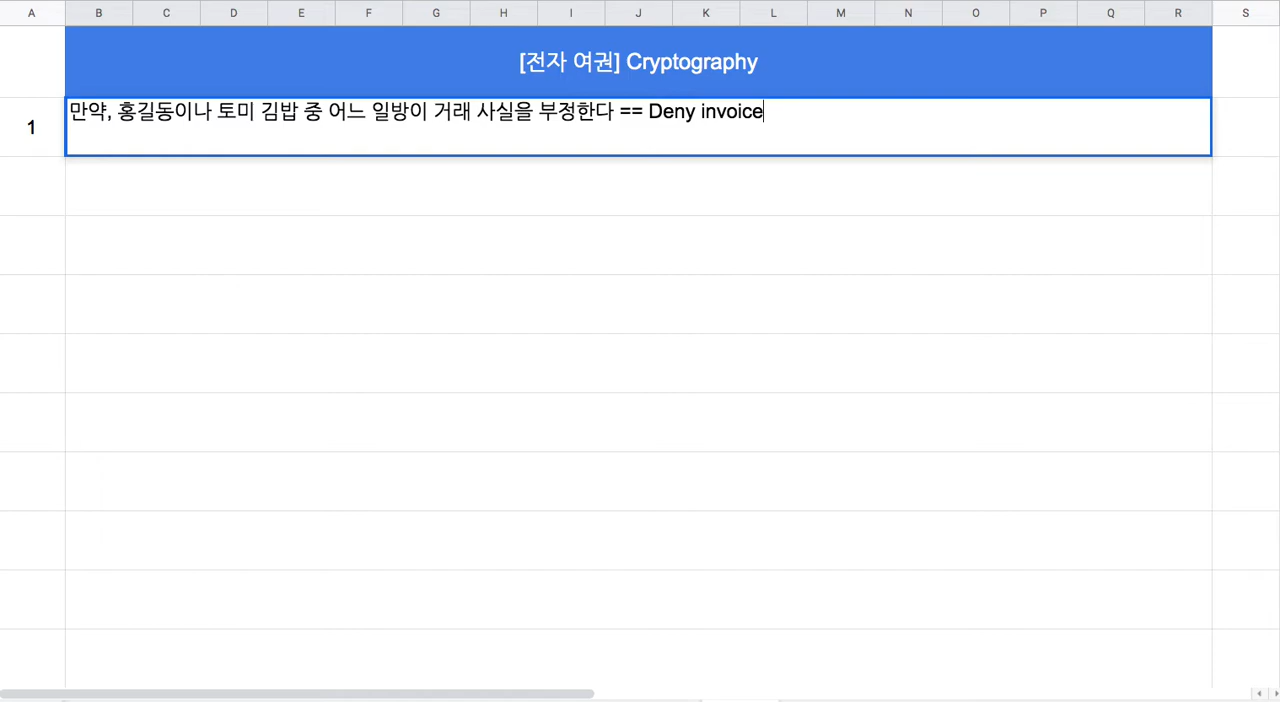 A B C D E F G H I J K L M N O P Q R S
[전자 여권] Cryptography
1 만약, 홍길동이나 토미 김밥 중 어느 일방이 거래 사실을 부정한다 == Deny invoice